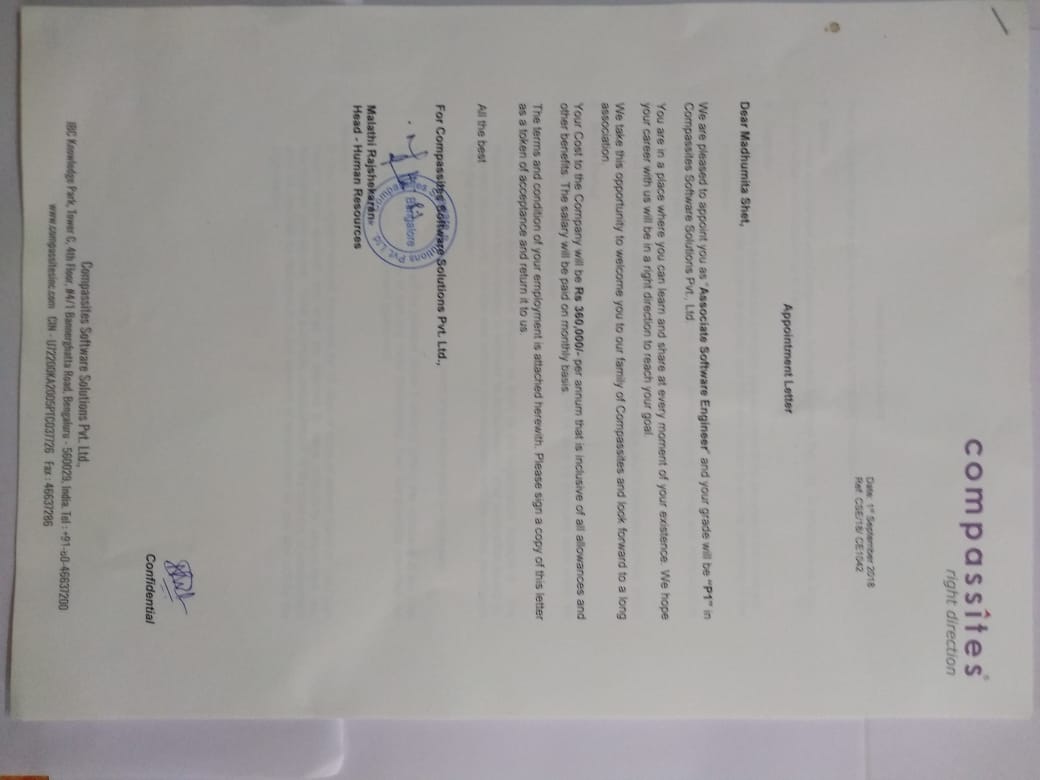 compassîtes®
right direction
Date: 1st September 2018
Ref: CSE/18/ CE1042
Appointment Letter
Dear Madhumita Shet,
We are pleased to appoint you as "Associate Software Engineer" and your grade will be "P1" in
Compassites Software Solutions Pvt., Ltd.
You are in a place where you can learn and share at every moment of your existence. We hope
your career with us will be in a right direction to reach your goal.
We take this opportunity to welcome you to our family of Compassites and look forward to a long
association.
Your Cost to the Company will be Rs 360,000/- per annum that is inclusive of all allowances and
other benefits. The salary will be paid on monthly basis.
The terms and condition of your employment is attached herewith. Please sign a copy of this letter
as a token of acceptance and return it to us.
All the best
For Compassites Software Solutions Pvt. Ltd.,
Bangalore
Malathi Rajshekaran
Head - Human Resources
Confidential
Compassites Software Solutions Pvt. Ltd.,
IBC Knowledge Park, Tower C, 4th Floor, #4/1 Bannerghatta Road, Bengaluru - 560029, India. Tel : +91-80-46637200
www.compassitesinc.com CIN - U72200KA2005PTC037726 Fax : 46637286